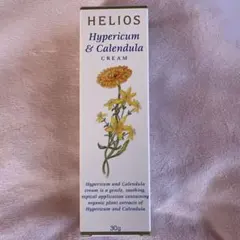 HELIOS
Hypericum
& Calendula
CREAM
Hypericum and Calendula
cream is a gentle, soothing
topical application containing
organic plant extracts of
Hypericum and Calendula
30g